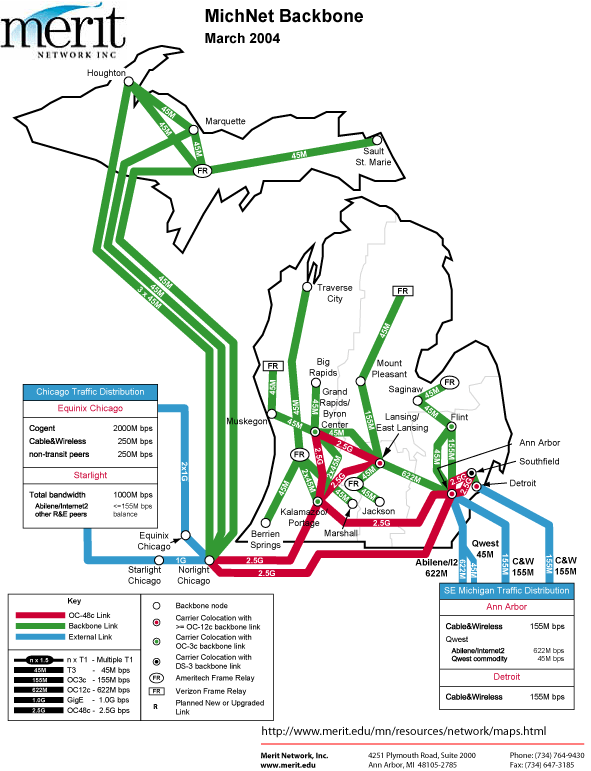 merit
NETWORK INC
MichNet Backbone
March 2004
Houghton
45M
45M
Marquette
45M
FR
45M
Sault
St. Marie
45M
45M
3 x 45M
Traverse
City
FR
45M
Big
Rapids
Mount
Pleasant
FR
45M
Grand
Rapids/
Byron
Center
45M
45M
155M
Saginaw
FR
45M
Flint
Muskegon
45M
45M
2.5G
Lansing/
East Lansing
155M
45M
Ann Arbor
Southfield
Detroit
FR
2.5G
2x45M
2x45M
2.5G
45M
FR
45M
622M
2.5G
2.5G
45M
45M
Kalamazoo/
Portage
Jackson
Marshall
2.5G
Berrien
Springs
Chicago Traffic Distribution
Equinix Chicago
Cogent 2000M bps
Cable&Wireless 250M bps
non-transit peers 250M bps
Starlight
Total bandwidth 1000M bps
Abilene/Internet2 <=155M bps
other R&E peers balance
2x1G
Equinix
Chicago
1G
Starlight
Chicago
Norlight
Chicago
2.5G
2.5G
Abilene/I2
622M
Qwest
45M
C&W
155M
C&W
155M
622M
45M
155M
155M
SE Michigan Traffic Distribution
Ann Arbor
Cable&Wireless 155M bps
Qwest
Abilene/Internet2 622M bps
Qwest commodity 45M bps
Detroit
Cable&Wireless 155M bps
Key
OC-48c Link
Backbone Link
External Link
n x 1.5 n x T1 - Multiple T1
45M T3 - 45M bps
155M OC3c - 155M bps
622M OC12c - 622M bps
1.0G GigE - 1.0G bps
2.5G OC48c - 2.5G bps
Backbone node
Carrier Colocation with
>= OC-12c backbone link
Carrier Colocation with
OC-3c backbone link
Carrier Colocation with
DS-3 backbone link
FR Ameritech Frame Relay
FR Verizon Frame Relay
R Planned New or Upgraded
Link
http://www.merit.edu/mn/resources/network/maps.html
Merit Network, Inc. 4251 Plymouth Road, Suite 2000 Phone: (734) 764-9430
www.merit.edu Ann Arbor, MI 48105-2785 Fax: (734) 647-3185